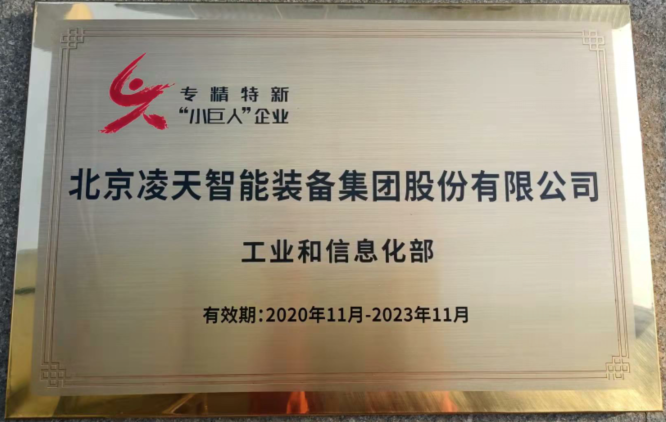 专精特新
“小巨人”企业
北京凌天智能装备集团股份有限公司
工业和信息化部
有效期：2020年11月-2023年11月